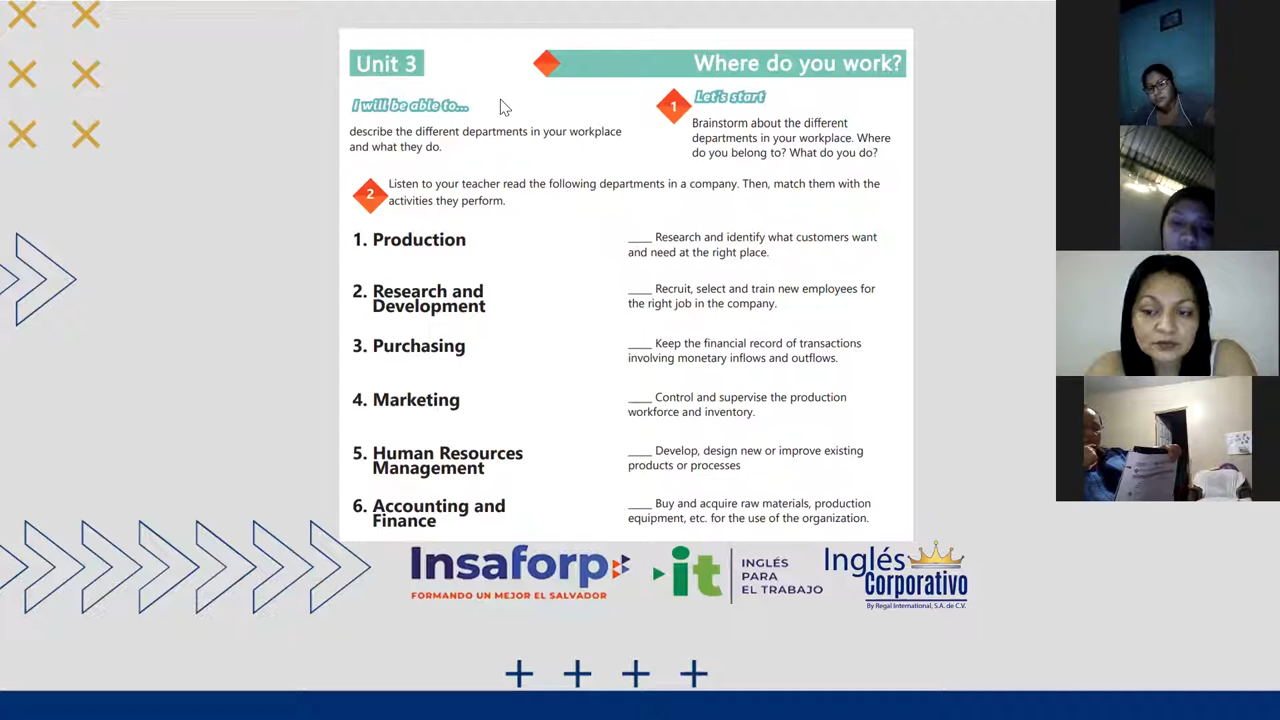 Unit 3
Where do you work?
I will be able to...
describe the different departments in your workplace
and what they do.
1
Let's start
Brainstorm about the different
departments in your workplace. Where
do you belong to? What do you do?
2
Listen to your teacher read the following departments in a company. Then, match them with the
activities they perform.
1. Production
____ Research and identify what customers want
and need at the right place.
2. Research and
Development
____ Recruit, select and train new employees for
the right job in the company.
3. Purchasing
____ Keep the financial record of transactions
involving monetary inflows and outflows.
4. Marketing
____ Control and supervise the production
workforce and inventory.
5. Human Resources
Management
____ Develop, design new or improve existing
products or processes
6. Accounting and
Finance
____ Buy and acquire raw materials, production
equipment, etc. for the use of the organization.
Insaforp
FORMANDO UN MEJOR EL SALVADOR
it
INGLÉS
PARA
EL TRABAJO
Inglés
Corporativo
By Regal International, S.A. de C.V.